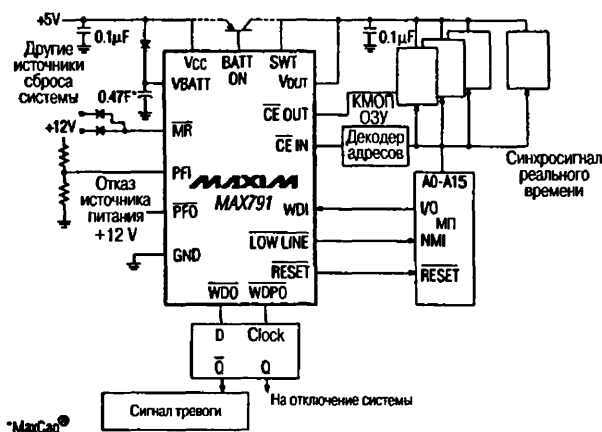 +5V
0.1µF
0.1µF
Другие
источники
сброса
системы
VCC
BATT
ON
SWT
VOUT
VBATT
0.47F*
CE OUT
КМОП
ОЗУ
+12V
MR
CE IN
Декодер
адресов
Синхросигнал
реального
времени
PFI
MAXIM
MAX791
A0-A15
Отказ
источника
питания
+12 V
PFO
WDI
I/O
МП
LOW LINE
NMI
GND
RESET
RESET
WDO
WDPO
D
Clock
Q
Q
На отключение системы
Сигнал тревоги
*MaxCap®